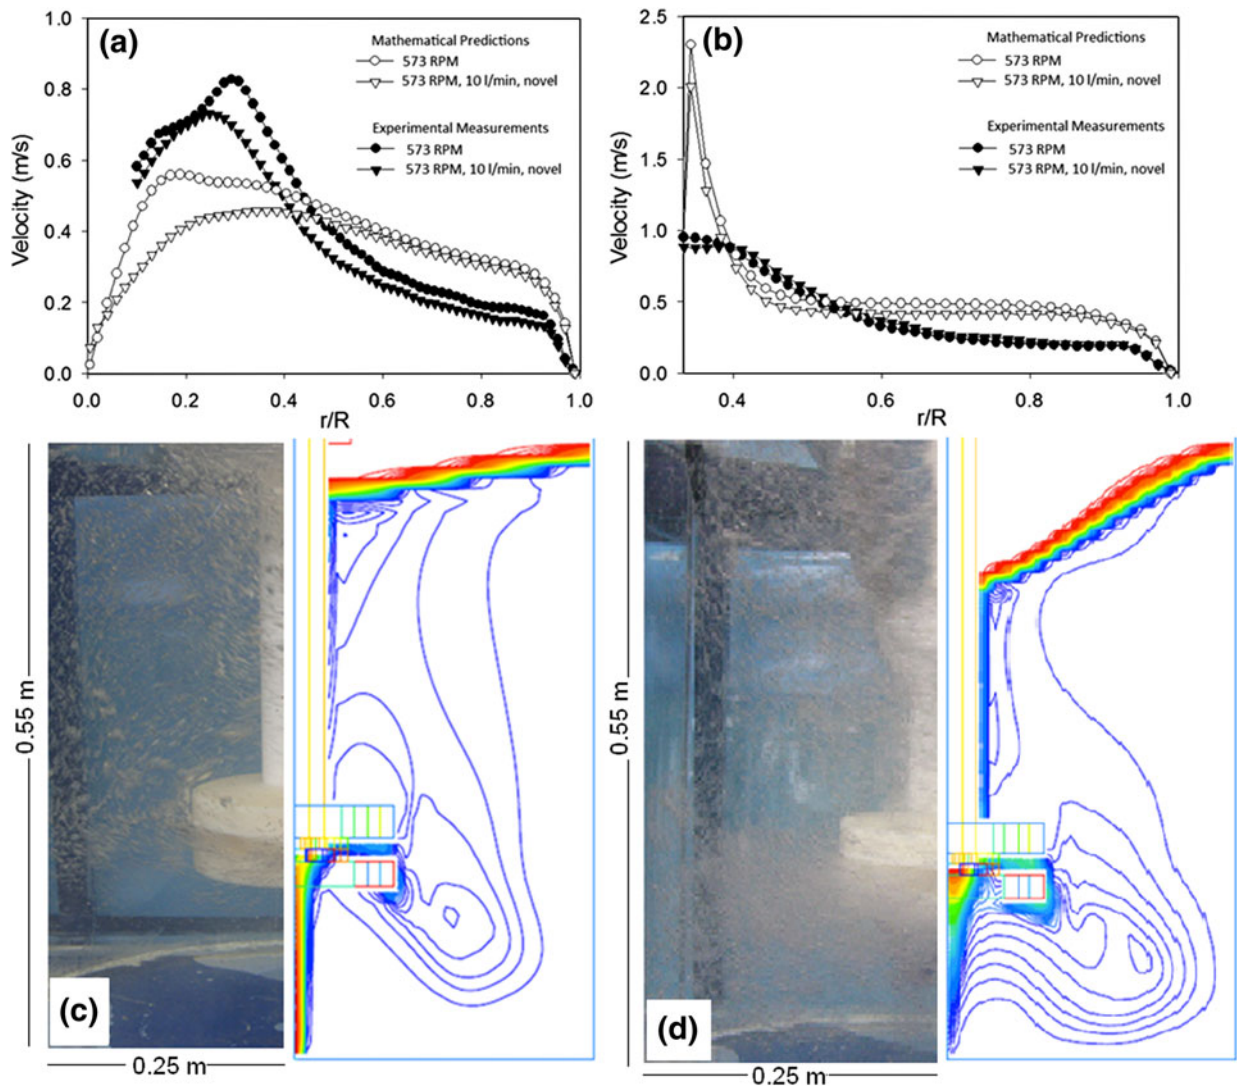 (a)
Mathematical Predictions
573 RPM
573 RPM, 10 l/min, novel
Experimental Measurements
573 RPM
573 RPM, 10 l/min, novel
Velocity (m/s)
1.0
0.8
0.6
0.4
0.2
0.0
0.0 0.2 0.4 0.6 0.8 1.0
r/R
(b)
Mathematical Predictions
573 RPM
573 RPM, 10 l/min, novel
Experimental Measurements
573 RPM
573 RPM, 10 l/min, novel
Velocity (m/s)
2.5
2.0
1.5
1.0
0.5
0.0
0.4 0.6 0.8 1.0
r/R
0.55 m
(c)
0.25 m
0.55 m
(d)
0.25 m